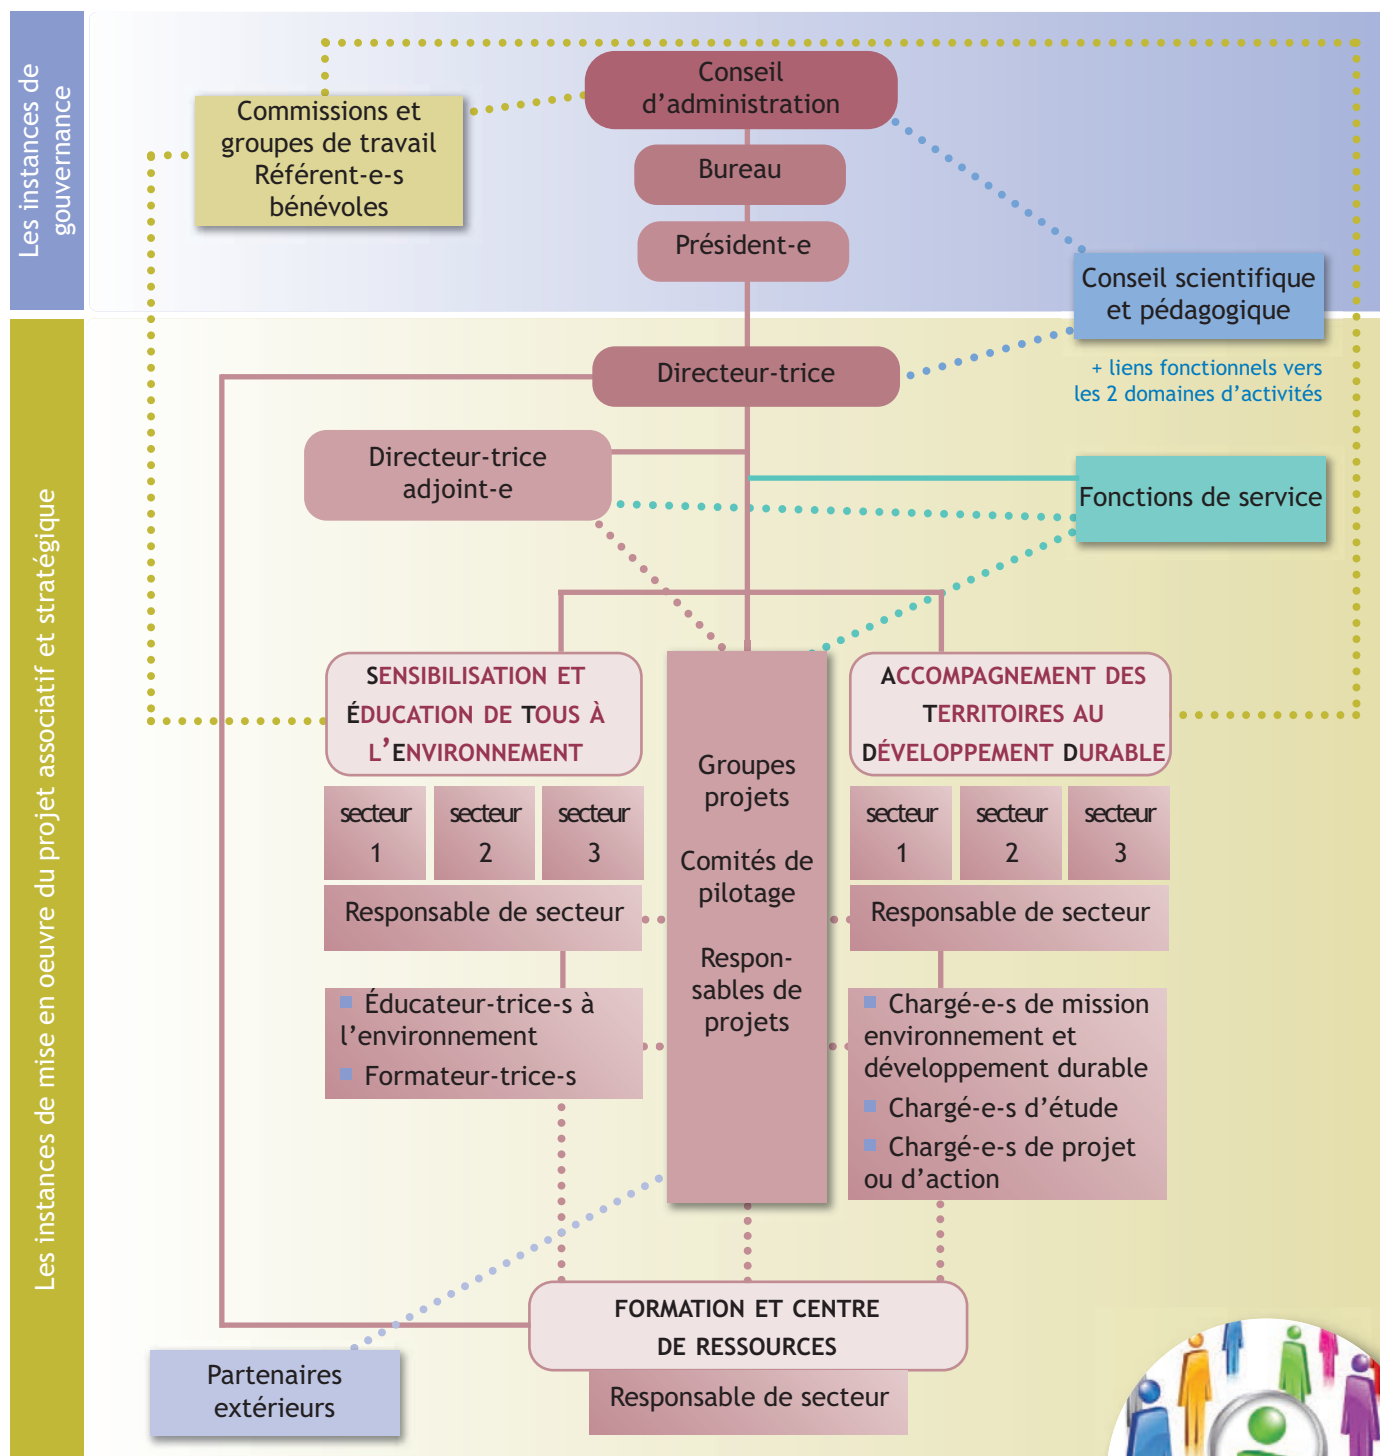 Les instances de
gouvernance
Conseil
d’administration
Commissions et
groupes de travail
Référent-e-s
bénévoles
Bureau
Président-e
Conseil scientifique
et pédagogique
Les instances de mise en oeuvre du projet associatif et stratégique
Directeur-trice
+ liens fonctionnels vers
les 2 domaines d’activités
Directeur-trice
adjoint-e
Fonctions de service
SENSIBILISATION ET
ÉDUCATION DE TOUS À
L’ENVIRONNEMENT
secteur
1
secteur
2
secteur
3
Responsable de secteur
Éducateur-trice-s à
l’environnement
Formateur-trice-s
Groupes
projets
Comités de
pilotage
Respon-
sables de
projets
ACCOMPAGNEMENT DES
TERRITOIRES AU
DÉVELOPPEMENT DURABLE
secteur
1
secteur
2
secteur
3
Responsable de secteur
Chargé-e-s de mission
environnement et
développement durable
Chargé-e-s d’étude
Chargé-e-s de projet
ou d’action
FORMATION ET CENTRE
DE RESSOURCES
Responsable de secteur
Partenaires
extérieurs